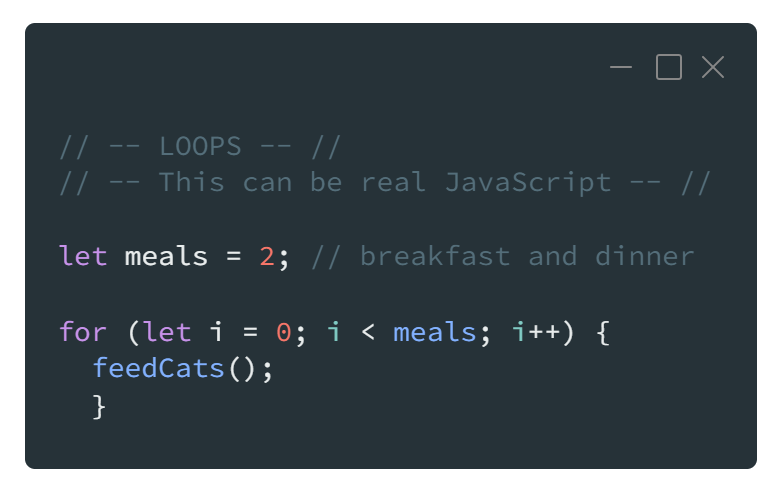 // -- LOOPS -- //
// -- This can be real JavaScript -- //
let meals = 2; // breakfast and dinner
for (let i = 0; i < meals; i++) {
feedCats();
}